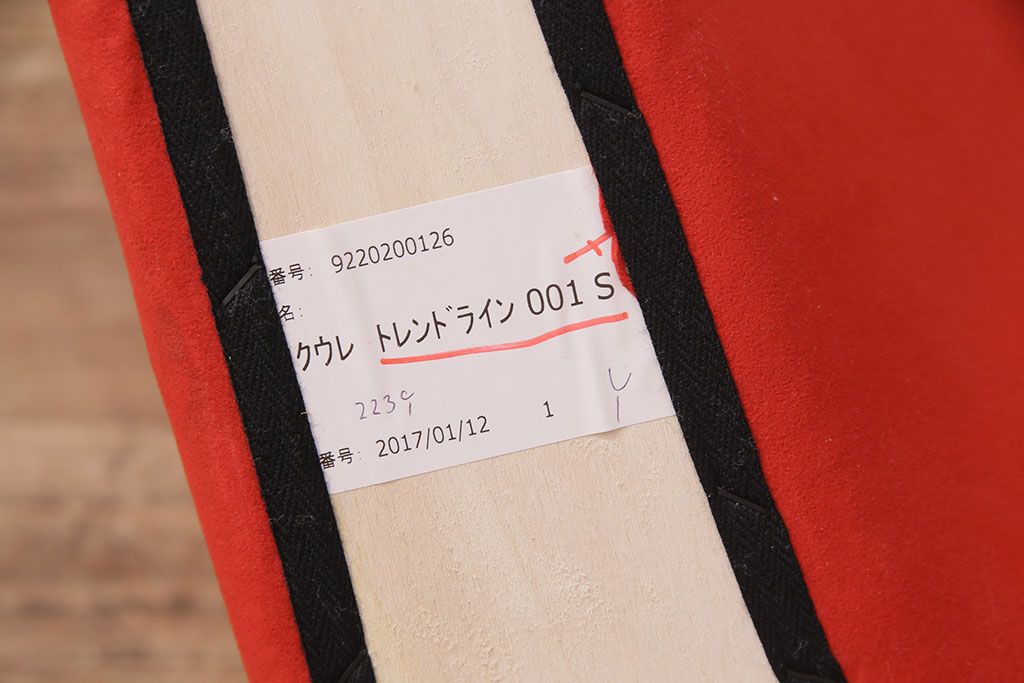 番号: 9220200126
名:
クウレ トレンドライン 001 S
2239
番号: 2017/01/12 1